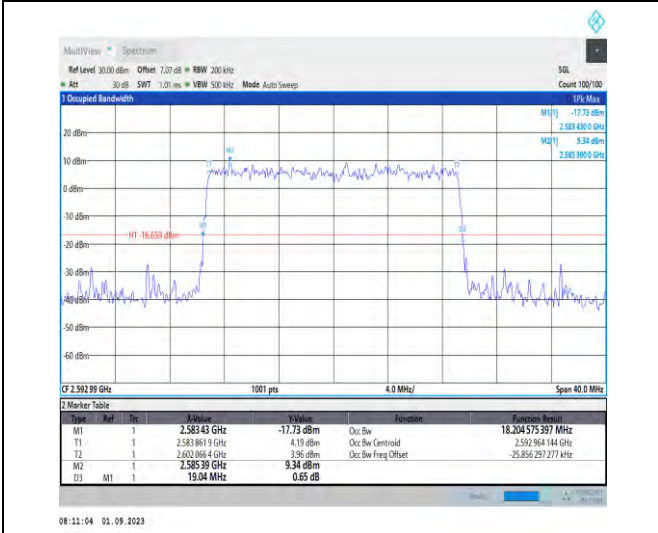 MultiView Spectrum
Ref Level 30.00 dBm Offset 7.07 dB RBW 200 kHz SGL
Att 30 dB SWT 1.01 ms VBW 500 kHz Mode Auto Sweep Count 100/100
1 Occupied Bandwidth 1Pk Max
M1[1] -17.73 dBm
2.583 430 0 GHz
M2[1] 9.34 dBm
2.585 390 0 GHz
20 dBm
M2
10 dBm
T1 T2
0 dBm
-10 dBm
M1
H1 -16.659 dBm
-20 dBm
-30 dBm
-40 dBm
-50 dBm
-60 dBm
CF 2.592 99 GHz 1001 pts 4.0 MHz/ Span 40.0 MHz
2 Marker Table
Type Ref Trc X-Value Y-Value Function Function Result
M1 1 2.58343 GHz -17.73 dBm Occ Bw 18.204 575 397 MHz
T1 1 2.583 861 9 GHz 4.19 dBm Occ Bw Centroid 2.592 964 144 GHz
T2 1 2.602 066 4 GHz 3.96 dBm Occ Bw Freq Offset -25.856 297 277 kHz
M2 1 2.58539 GHz 9.34 dBm
D3 M1 1 19.04 MHz 0.65 dB
08:11:04 01.09.2023